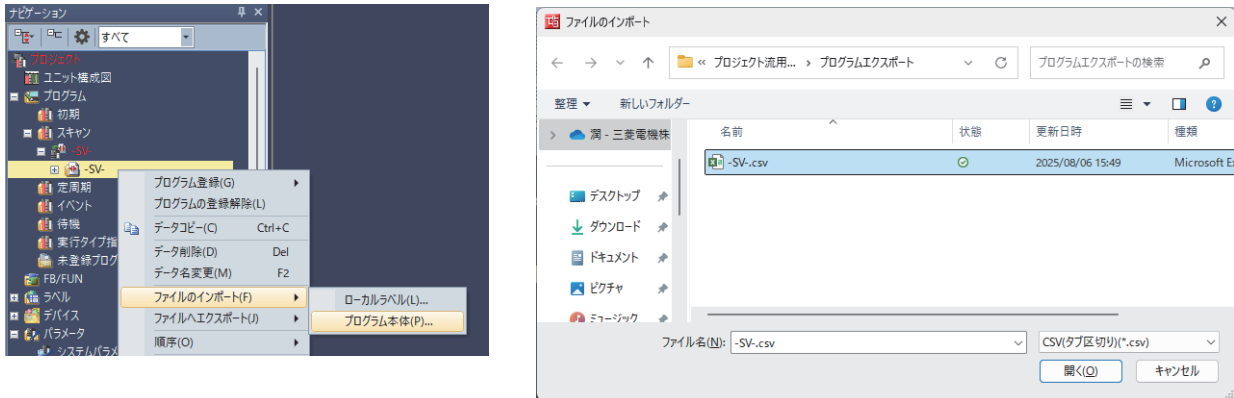 ナビゲーション
すべて
プロジェクト
ユニット構成図
プログラム
初期
スキャン
-SV-
-SV-
定周期
イベント
待機
実行タイプ指
未登録プログ
FB/FUN
ラベル
デバイス
パラメータ
システムパラメ
プログラム登録(G)
プログラムの登録解除(L)
データコピー(C) Ctrl+C
データ削除(D) Del
データ名変更(M) F2
ファイルのインポート(F)
ファイルへエクスポート(J)
順序(O)
ローカルラベル(L)...
プログラム本体(P)...
ファイルのインポート
« プロジェクト流用... › プログラムエクスポート
プログラムエクスポートの検索
整理 新しいフォルダー
潤 - 三菱電機株
デスクトップ
ダウンロード
ドキュメント
ピクチャ
ミュージック
名前 状態 更新日時 種類
-SV-.csv 2025/08/06 15:49 Microsoft Ex
ファイル名(N): -SV-.csv
CSV(タブ区切り)(*.csv)
開く(O) キャンセル